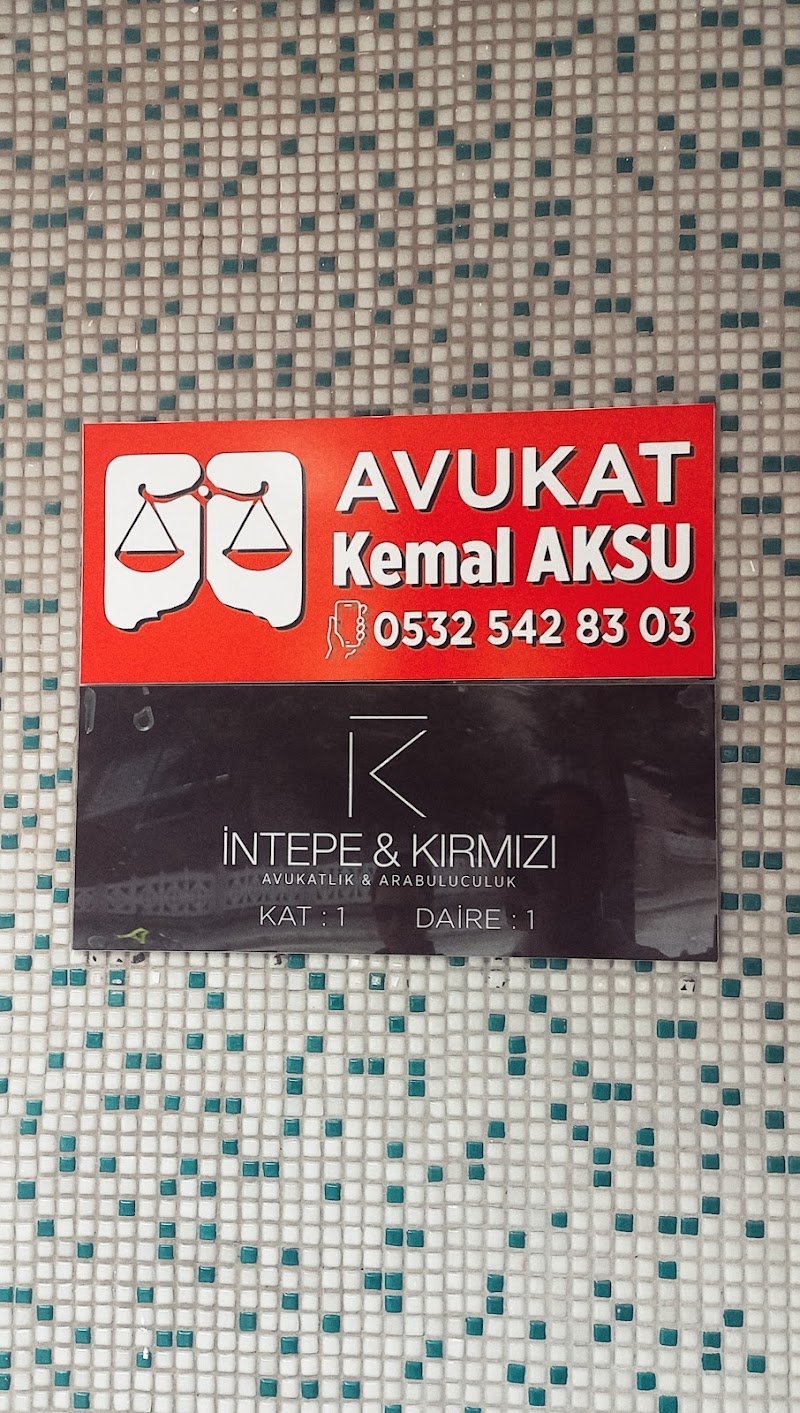 AVUKAT
Kemal AKSU
0532 542 83 03
İNTEPE & KIRMIZI
AVUKATLIK & ARABULUCULUK
KAT : 1 DAİRE : 1